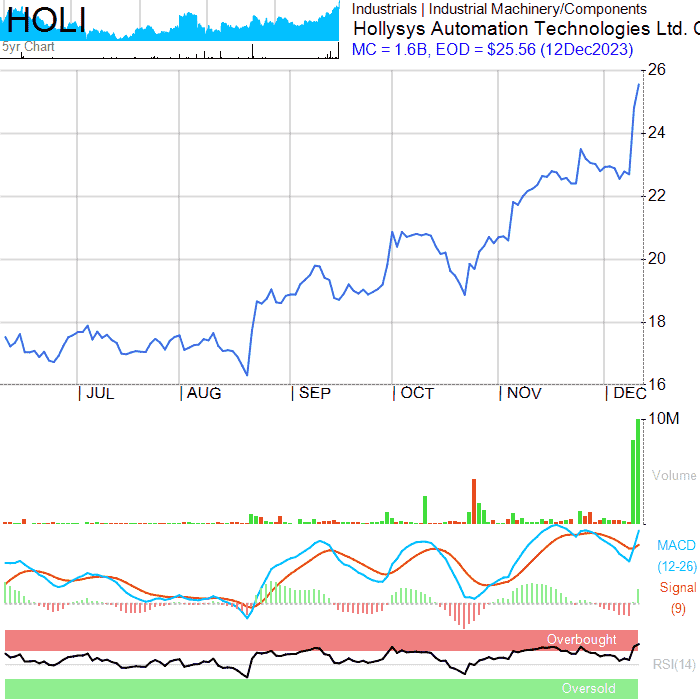 HOLI
Industrials | Industrial Machinery/Components
Hollysys Automation Technologies Ltd.
5yr Chart
MC = 1.6B, EOD = $25.56 (12Dec2023)
26
24
22
20
18
16
| JUL | AUG | SEP | OCT | NOV | DEC
10M
Volume
MACD
(12-26)
Signal
(9)
Overbought
RSI(14)
Oversold